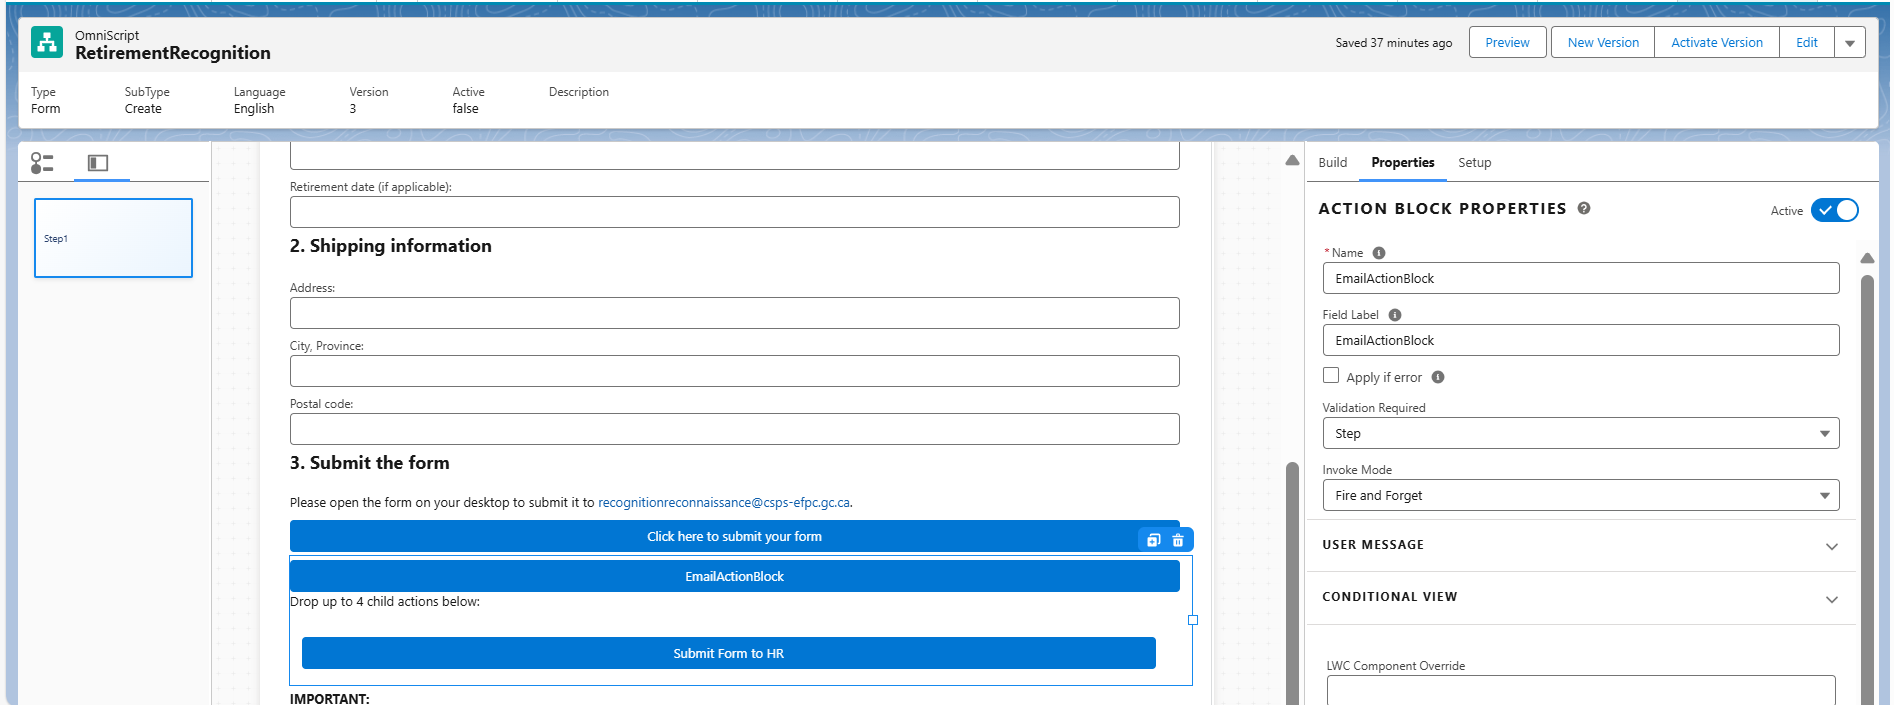 OmniScript
RetirementRecognition
Saved 37 minutes ago
Preview
New Version
Activate Version
Edit
Type
SubType
Language
Version
Active
Description
Form
Create
English
3
false
Step1
Retirement date (if applicable):
2. Shipping information
Address:
City, Province:
Postal code:
3. Submit the form
Please open the form on your desktop to submit it to recognitionreconnaissance@csps-efpc.gc.ca.
Click here to submit your form
EmailActionBlock
Drop up to 4 child actions below:
Submit Form to HR
IMPORTANT:
Build
Properties
Setup
ACTION BLOCK PROPERTIES
Active
* Name
EmailActionBlock
Field Label
EmailActionBlock
Apply if error
Validation Required
Step
Invoke Mode
Fire and Forget
USER MESSAGE
CONDITIONAL VIEW
LWC Component Override